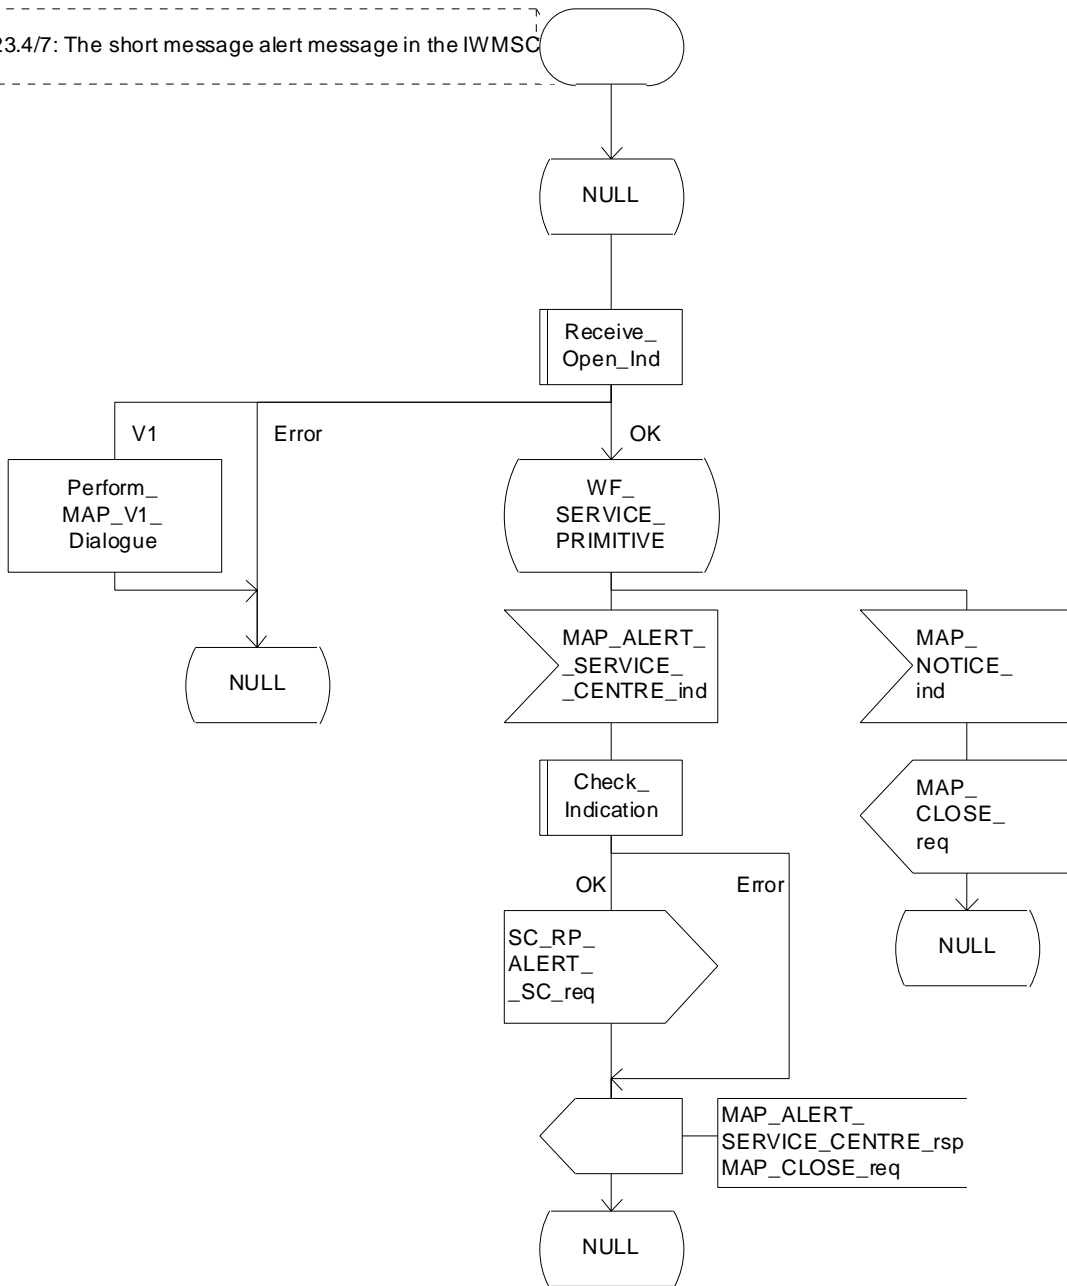 23.4/7: The short message alert message in the IWMSC
NULL
Receive_
Open_Ind
V1
Error
OK
Perform_
MAP_V1_
Dialogue
WF_
SERVICE_
PRIMITIVE
NULL
MAP_ALERT_
_SERVICE_
_CENTRE_ind
MAP_
NOTICE_
ind
Check_
Indication
MAP_
CLOSE_
req
OK
Error
SC_RP_
ALERT_
_SC_req
NULL
MAP_ALERT_
SERVICE_CENTRE_rsp
MAP_CLOSE_req
NULL